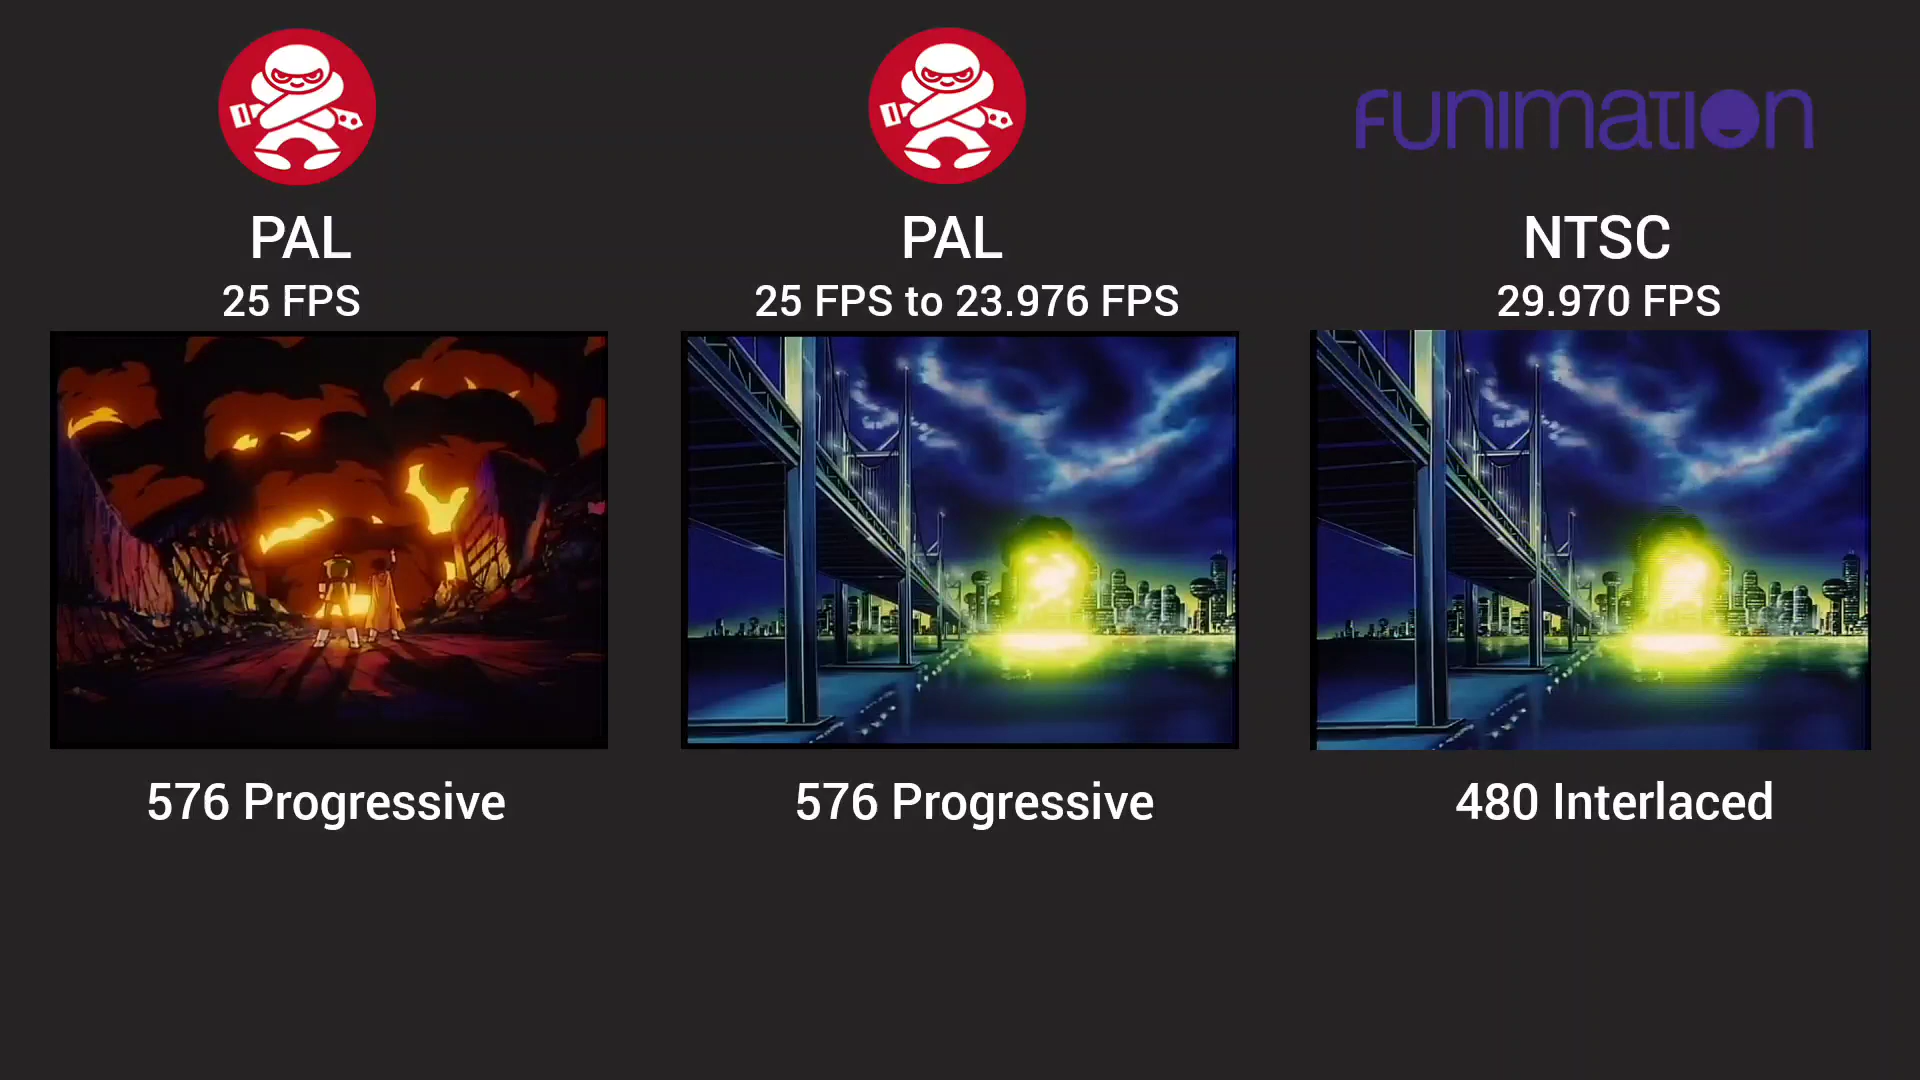 funimation
PAL
PAL
NTSC
25 FPS
25 FPS to 23.976 FPS
29.970 FPS
576 Progressive
576 Progressive
480 Interlaced